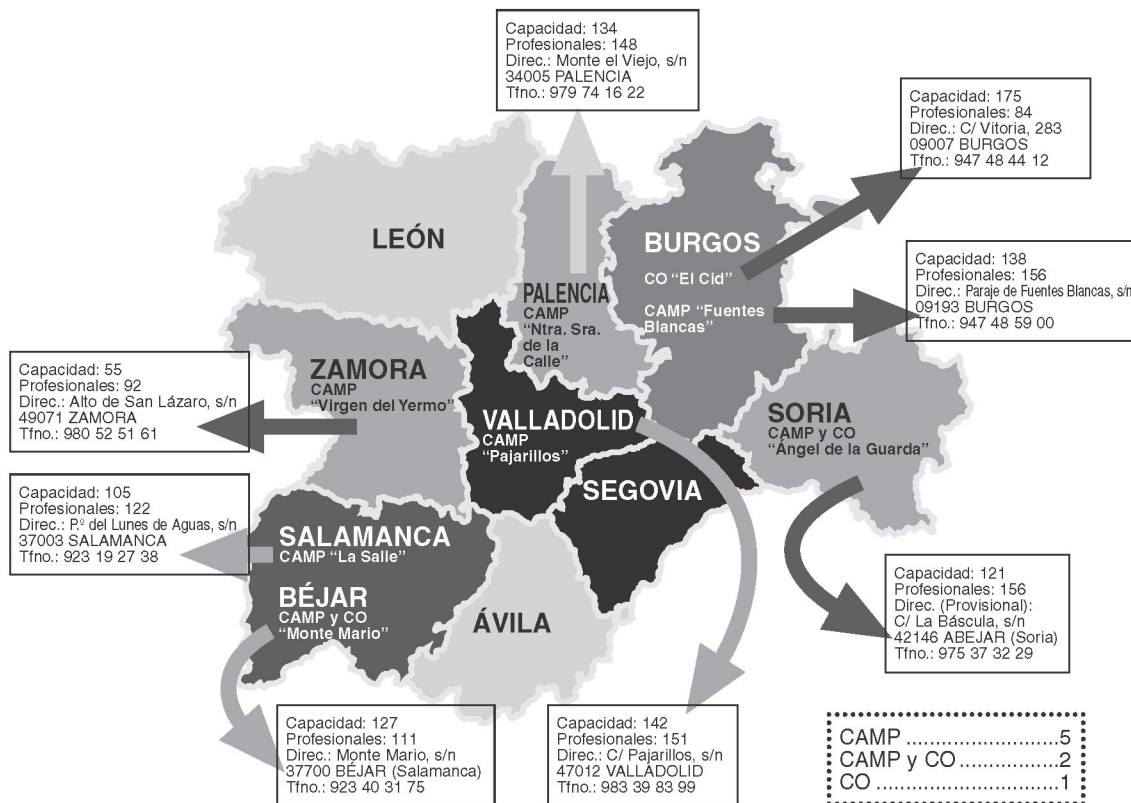 Capacidad: 134
Profesionales: 148
Direc.: Monte el Viejo, s/n
34005 PALENCIA
Tfno.: 979 74 16 22
Capacidad: 175
Profesionales: 84
Direc.: C/ Vitoria, 283
09007 BURGOS
Tfno.: 947 48 44 12
LEÓN
BURGOS
CO “El Cid”
CAMP “Fuentes
Blancas”
Capacidad: 138
Profesionales: 156
Direc.: Paraje de Fuentes Blancas, s/n
09193 BURGOS
Tfno.: 947 48 59 00
PALENCIA
CAMP
“Ntra. Sra.
de la
Calle”
Capacidad: 55
Profesionales: 92
Direc.: Alto de San Lázaro, s/n
49071 ZAMORA
Tfno.: 980 52 51 61
ZAMORA
CAMP
“Virgen del Yermo”
VALLADOLID
CAMP
“Pajarillos”
SORIA
CAMP y CO
“Ángel de la Guarda”
SEGOVIA
Capacidad: 105
Profesionales: 122
Direc.: P.º del Lunes de Aguas, s/n
37003 SALAMANCA
Tfno.: 923 19 27 38
SALAMANCA
CAMP “La Salle”
BÉJAR
CAMP y CO
“Monte Mario”
ÁVILA
Capacidad: 121
Profesionales: 156
Direc. (Provisional):
C/ La Báscula, s/n
42146 ABEJAR (Soria)
Tfno.: 975 37 32 29
Capacidad: 127
Profesionales: 111
Direc.: Monte Mario, s/n
37700 BÉJAR (Salamanca)
Tfno.: 923 40 31 75
Capacidad: 142
Profesionales: 151
Direc.: C/ Pajarillos, s/n
47012 VALLADOLID
Tfno.: 983 39 83 99
CAMP .......................5
CAMP y CO ...............2
CO ............................1